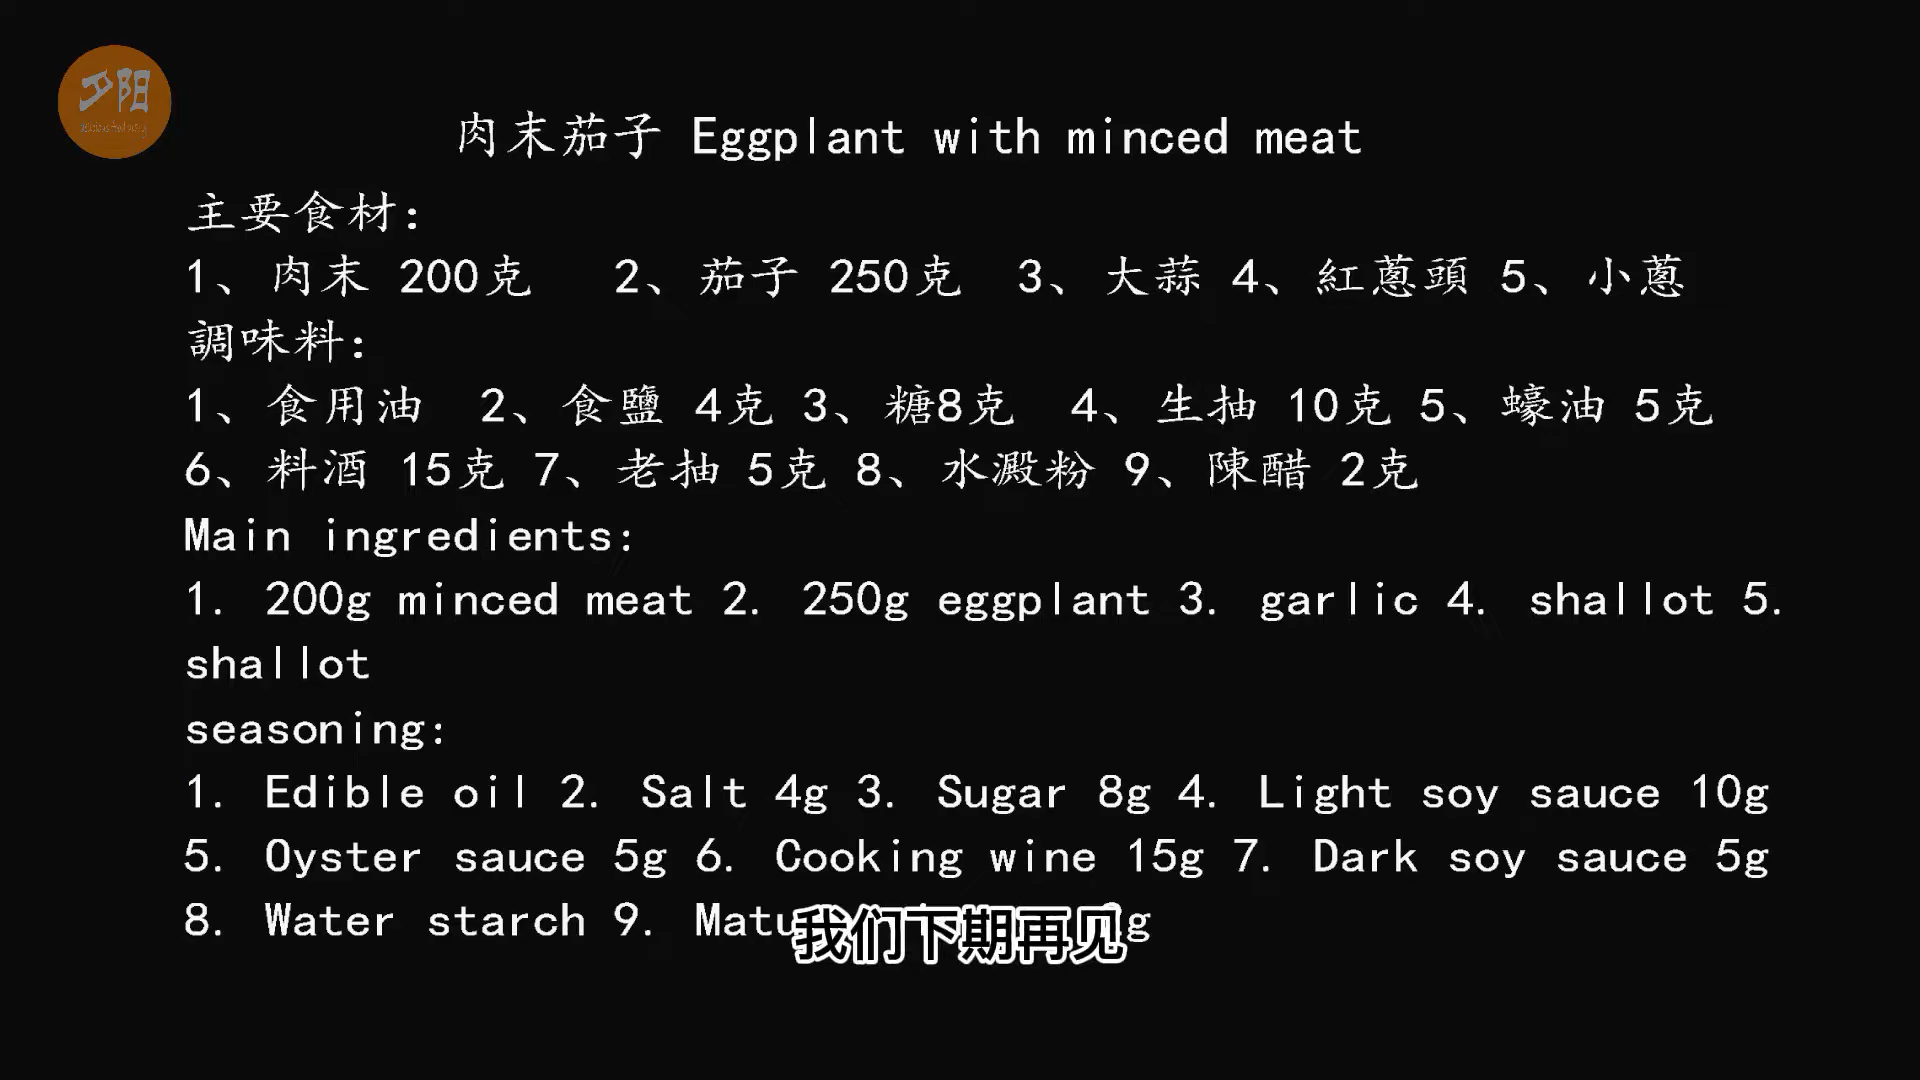 夕阳
肉末茄子 Eggplant with minced meat
主要食材：
1、肉末 200克 2、茄子 250克 3、大蒜 4、紅蔥頭 5、小蔥
調味料：
1、食用油 2、食鹽 4克 3、糖8克 4、生抽 10克 5、蠔油 5克
6、料酒 15克 7、老抽 5克 8、水澱粉 9、陳醋 2克
Main ingredients:
1. 200g minced meat 2. 250g eggplant 3. garlic 4. shallot 5.
shallot
seasoning:
1. Edible oil 2. Salt 4g 3. Sugar 8g 4. Light soy sauce 10g
5. Oyster sauce 5g 6. Cooking wine 15g 7. Dark soy sauce 5g
8. Water starch 9.
我们下期再见